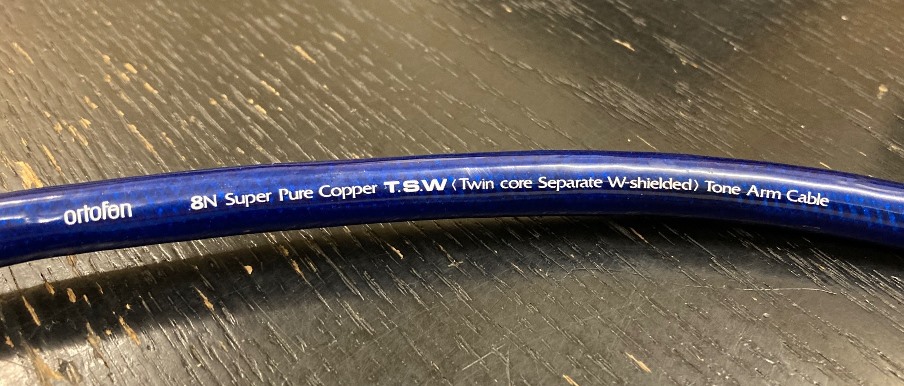 ortofon 8N Super Pure Copper T.S.W (Twin core Separate W-shielded) Tone Arm Cable